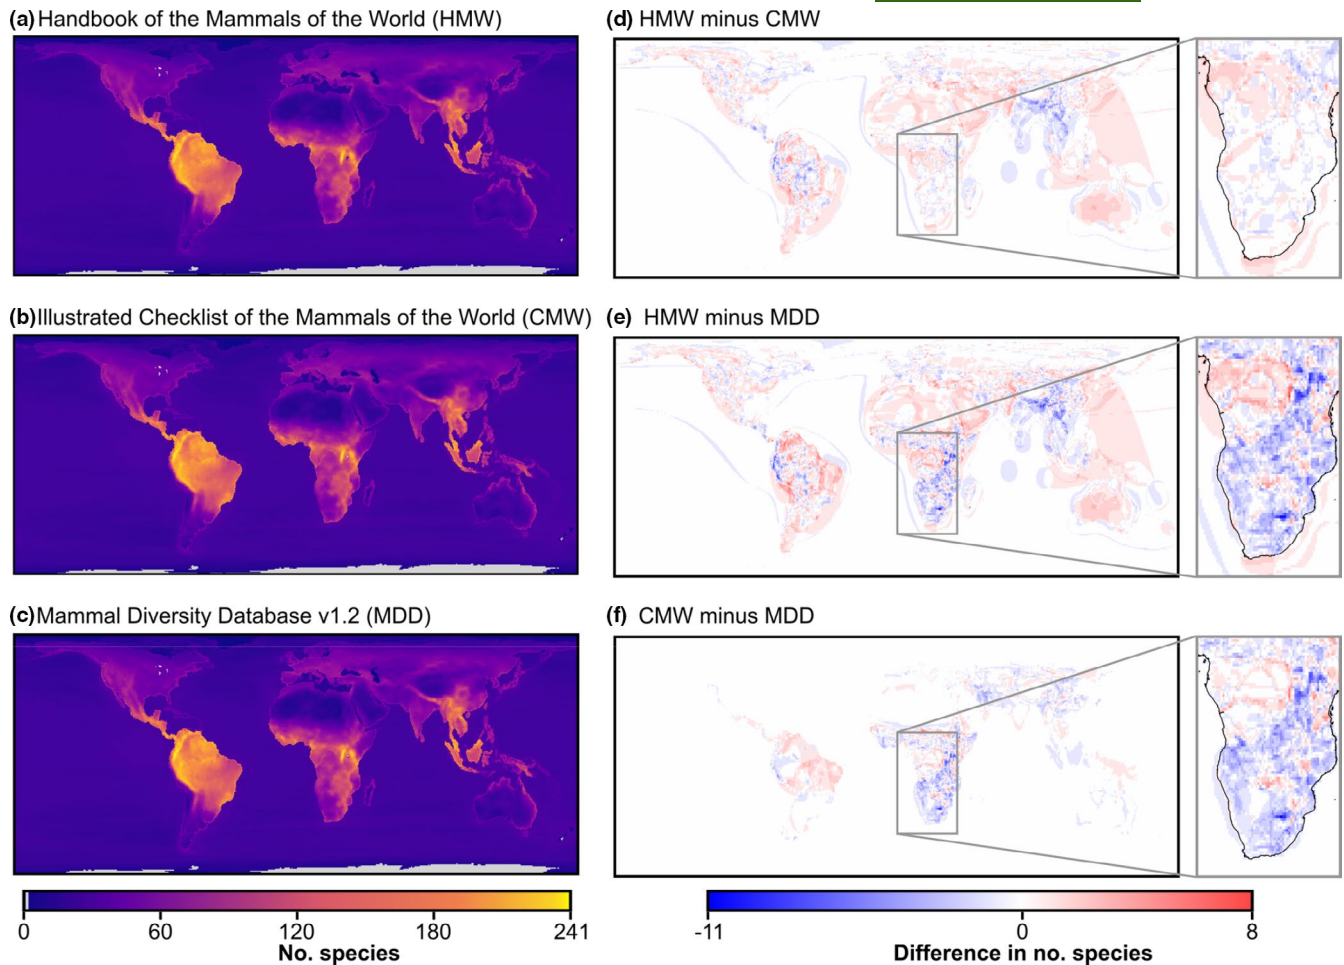 (a) Handbook of the Mammals of the World (HMW)
(d) HMW minus CMW
(b) Illustrated Checklist of the Mammals of the World (CMW)
(e) HMW minus MDD
(c) Mammal Diversity Database v1.2 (MDD)
(f) CMW minus MDD
0 60 120 180 241
No. species
-11 0 8
Difference in no. species